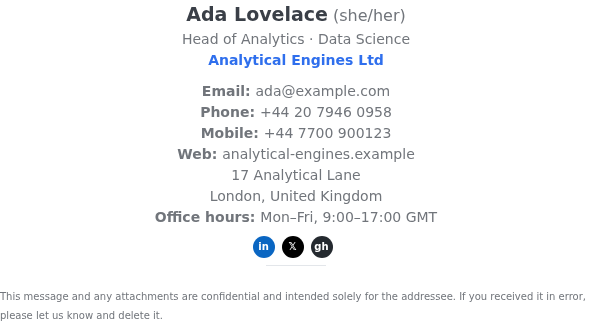 Ada Lovelace (she/her)
Head of Analytics · Data Science
Analytical Engines Ltd
Email: ada@example.com
Phone: +44 20 7946 0958
Mobile: +44 7700 900123
Web: analytical-engines.example
17 Analytical Lane
London, United Kingdom
Office hours: Mon–Fri, 9:00–17:00 GMT
in 𝕏 gh
This message and any attachments are confidential and intended solely for the addressee. If you received it in error,
please let us know and delete it.